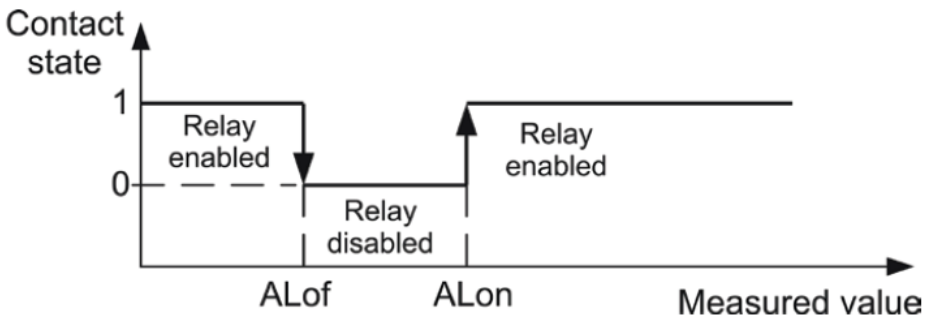 Contact
state
1
Relay
enabled
Relay
enabled
0
Relay
disabled
ALof
ALon
Measured value